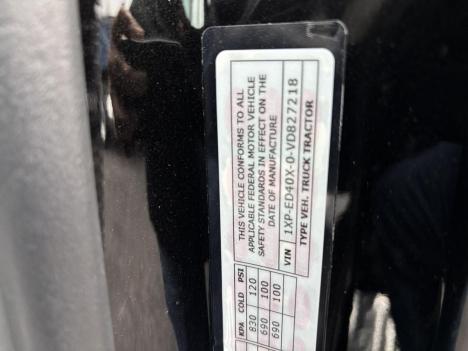 THIS VEHICLE CONFORMS TO ALL
APPLICABLE FEDERAL MOTOR VEHICLE
SAFETY STANDARDS IN EFFECT ON THE
DATE OF MANUFACTURE
VIN 1XP-ED40X-0-VD827218
TYPE VEH. TRUCK TRACTOR
KPA COLD PSI
830 120
690 100
690 100